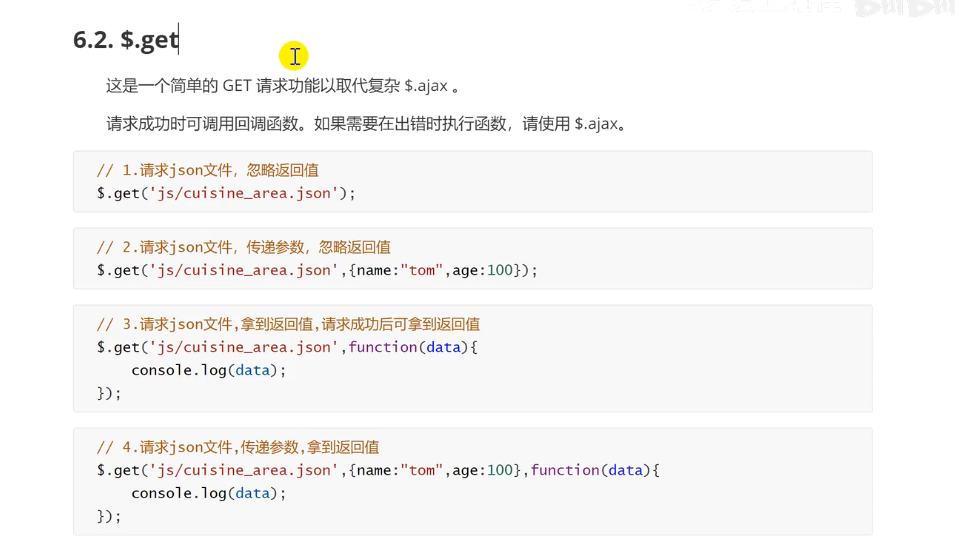 6.2. $.get
这是一个简单的 GET 请求功能以取代复杂 $.ajax 。
请求成功时可调用回调函数。如果需要在出错时执行函数，请使用 $.ajax。
// 1.请求json文件，忽略返回值
$.get('js/cuisine_area.json');
// 2.请求json文件，传递参数，忽略返回值
$.get('js/cuisine_area.json',{name:"tom",age:100});
// 3.请求json文件,拿到返回值,请求成功后可拿到返回值
$.get('js/cuisine_area.json',function(data){
    console.log(data);
});
// 4.请求json文件,传递参数,拿到返回值
$.get('js/cuisine_area.json',{name:"tom",age:100},function(data){
    console.log(data);
});